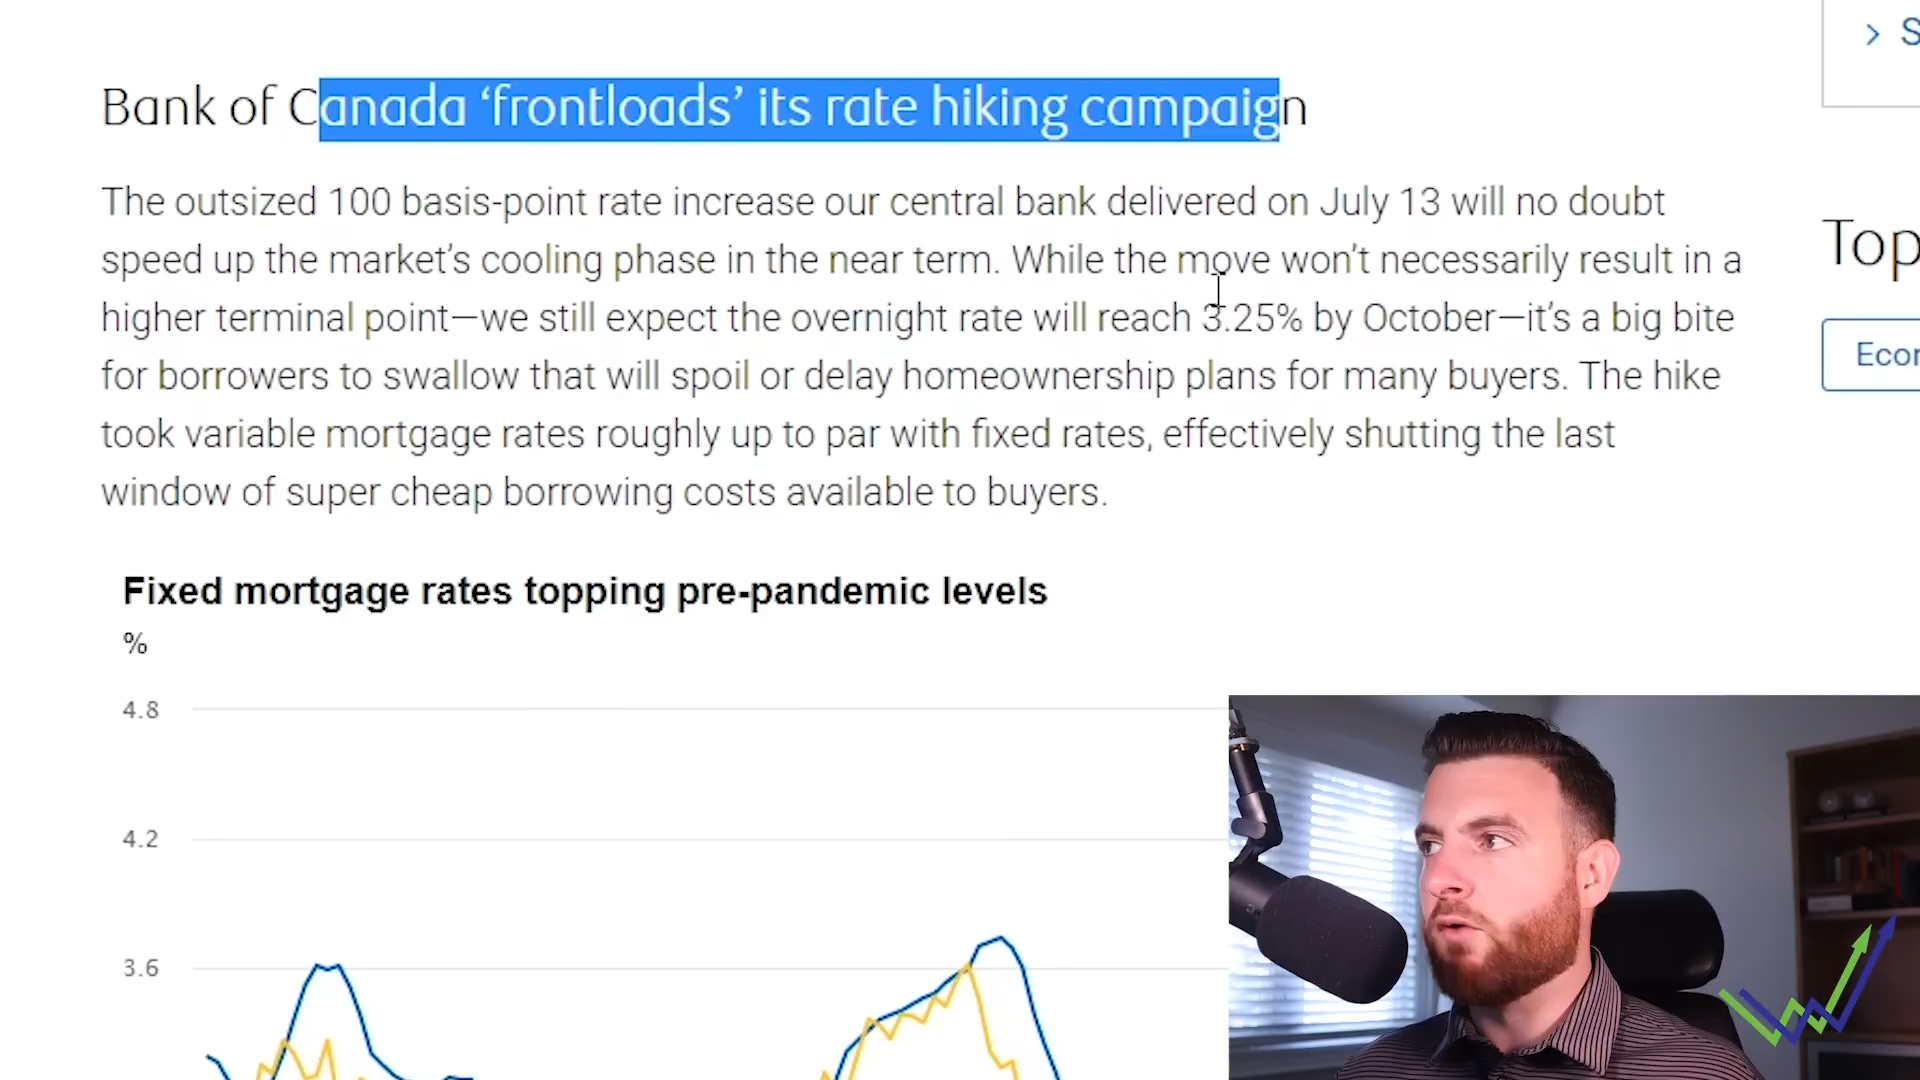 S
Bank of Canada ‘frontloads’ its rate hiking campaign
The outsized 100 basis-point rate increase our central bank delivered on July 13 will no doubt
speed up the market’s cooling phase in the near term. While the move won’t necessarily result in a
higher terminal point—we still expect the overnight rate will reach 3.25% by October—it’s a big bite
for borrowers to swallow that will spoil or delay homeownership plans for many buyers. The hike
took variable mortgage rates roughly up to par with fixed rates, effectively shutting the last
window of super cheap borrowing costs available to buyers.
Top
Econ
Fixed mortgage rates topping pre-pandemic levels
%
4.8
4.2
3.6